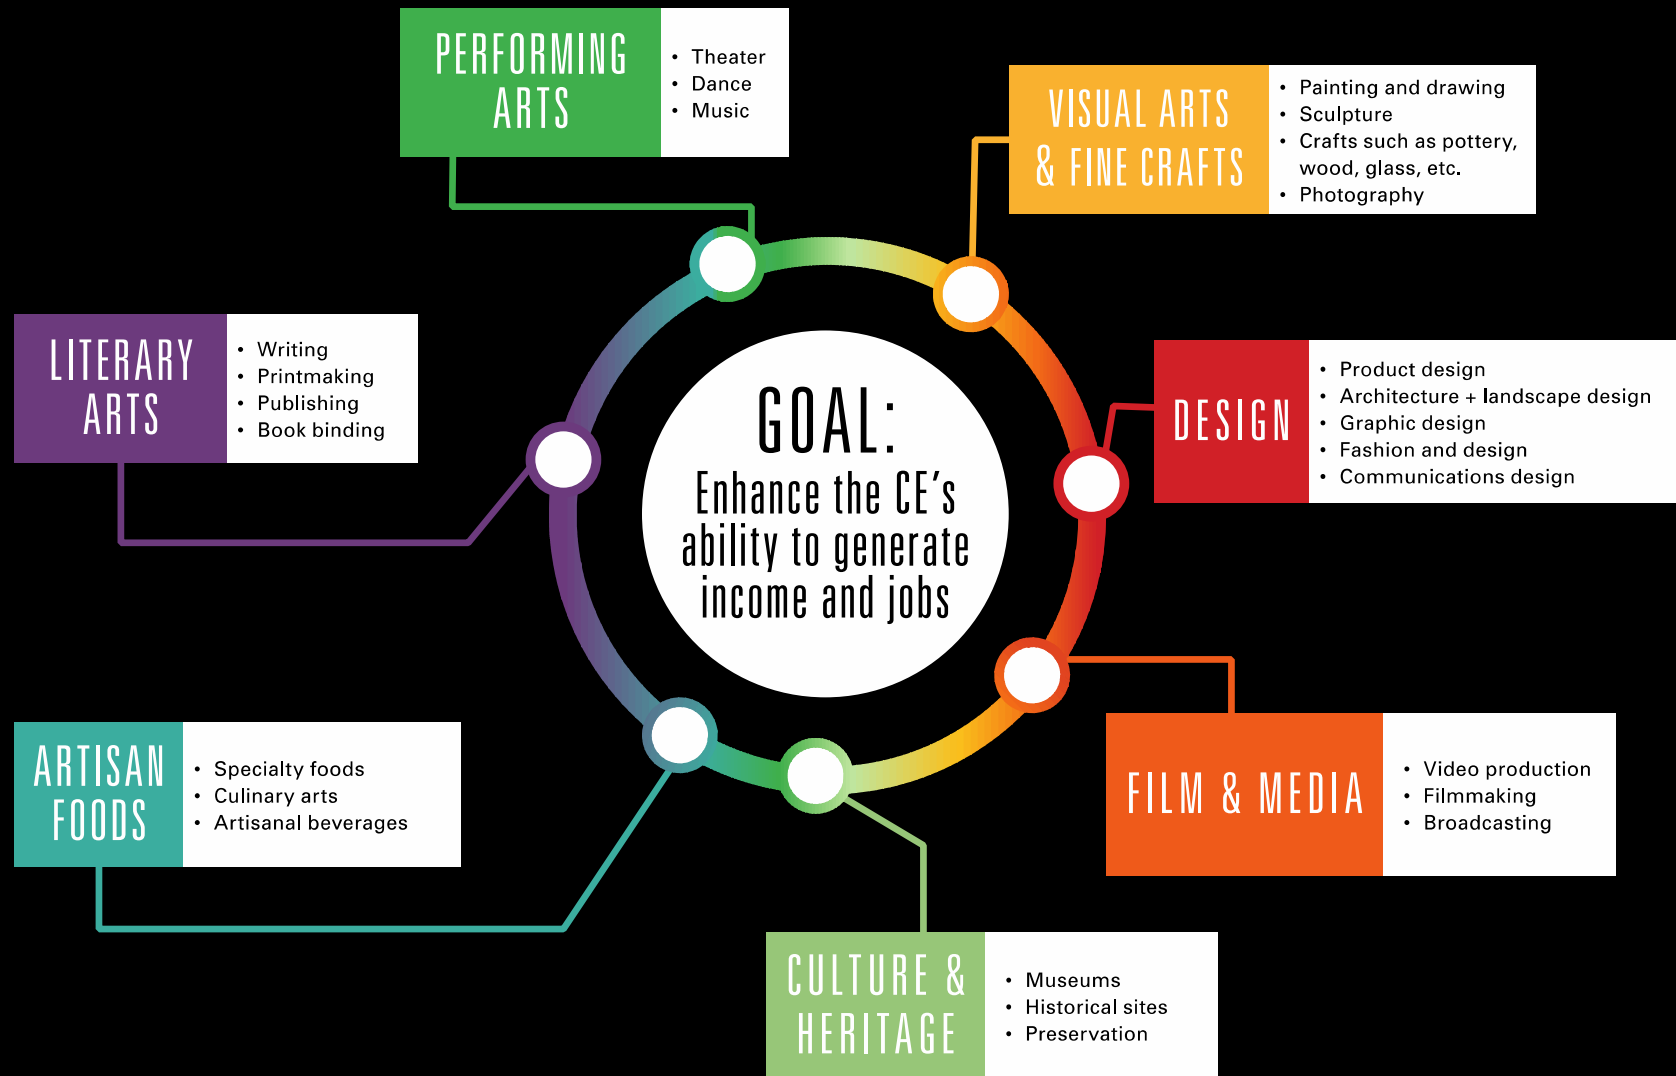 PERFORMING
ARTS
• Theater
• Dance
• Music
VISUAL ARTS
& FINE CRAFTS
• Painting and drawing
• Sculpture
• Crafts such as pottery,
wood, glass, etc.
• Photography
LITERARY
ARTS
• Writing
• Printmaking
• Publishing
• Book binding
GOAL:
Enhance the CE's
ability to generate
income and jobs
DESIGN
• Product design
• Architecture + landscape design
• Graphic design
• Fashion and design
• Communications design
ARTISAN
FOODS
• Specialty foods
• Culinary arts
• Artisanal beverages
FILM & MEDIA
• Video production
• Filmmaking
• Broadcasting
CULTURE &
HERITAGE
• Museums
• Historical sites
• Preservation